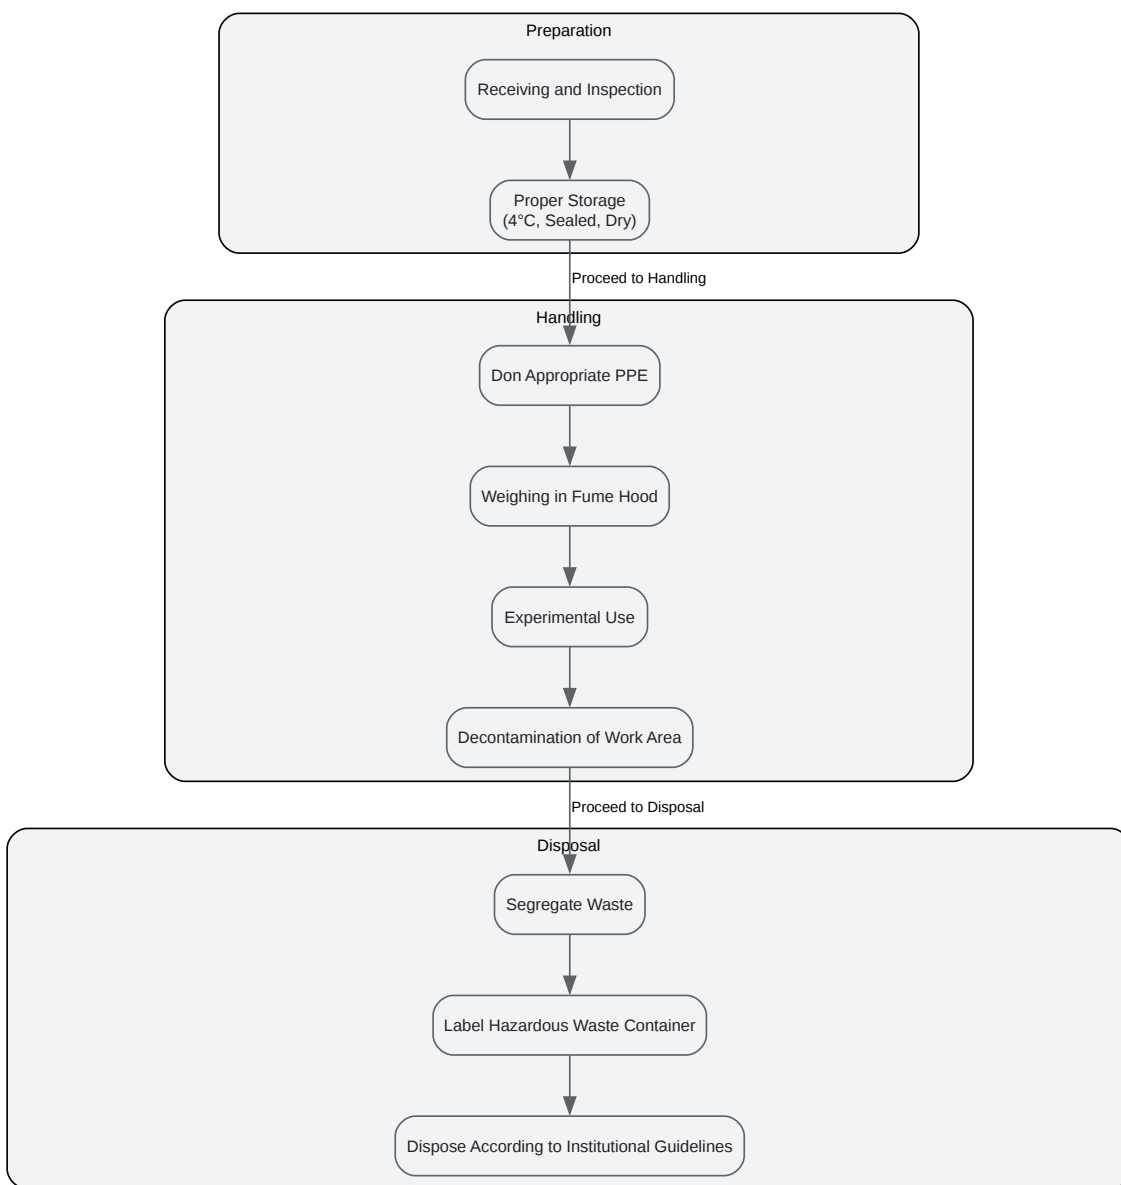 Preparation
Receiving and Inspection
Proper Storage
(4°C, Sealed, Dry)
Proceed to Handling
Handling
Don Appropriate PPE
Weighing in Fume Hood
Experimental Use
Decontamination of Work Area
Proceed to Disposal
Disposal
Segregate Waste
Label Hazardous Waste Container
Dispose According to Institutional Guidelines